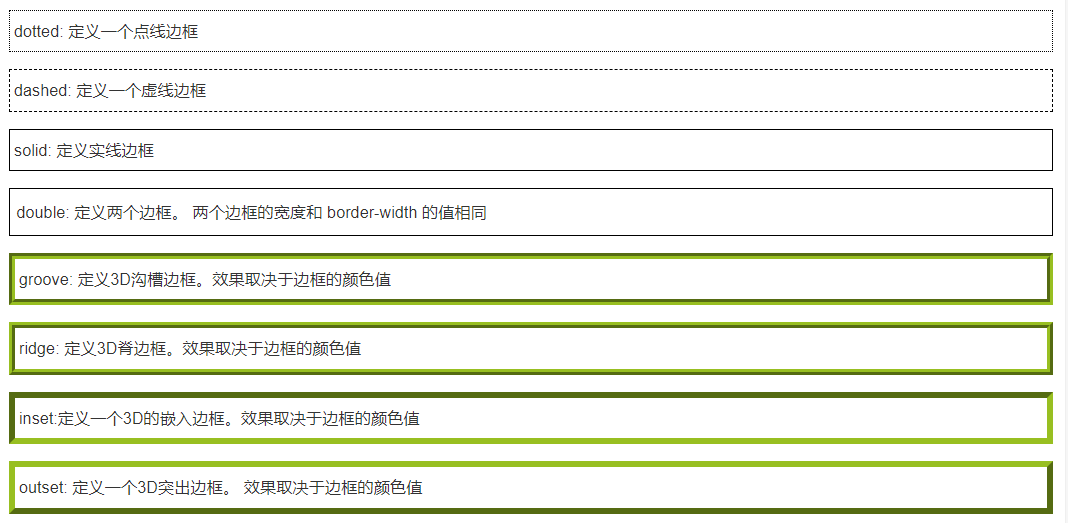 dotted: 定义一个点线边框
dashed: 定义一个虚线边框
solid: 定义实线边框
double: 定义两个边框。 两个边框的宽度和 border-width 的值相同
groove: 定义3D沟槽边框。效果取决于边框的颜色值
ridge: 定义3D脊边框。效果取决于边框的颜色值
inset:定义一个3D的嵌入边框。效果取决于边框的颜色值
outset: 定义一个3D突出边框。 效果取决于边框的颜色值